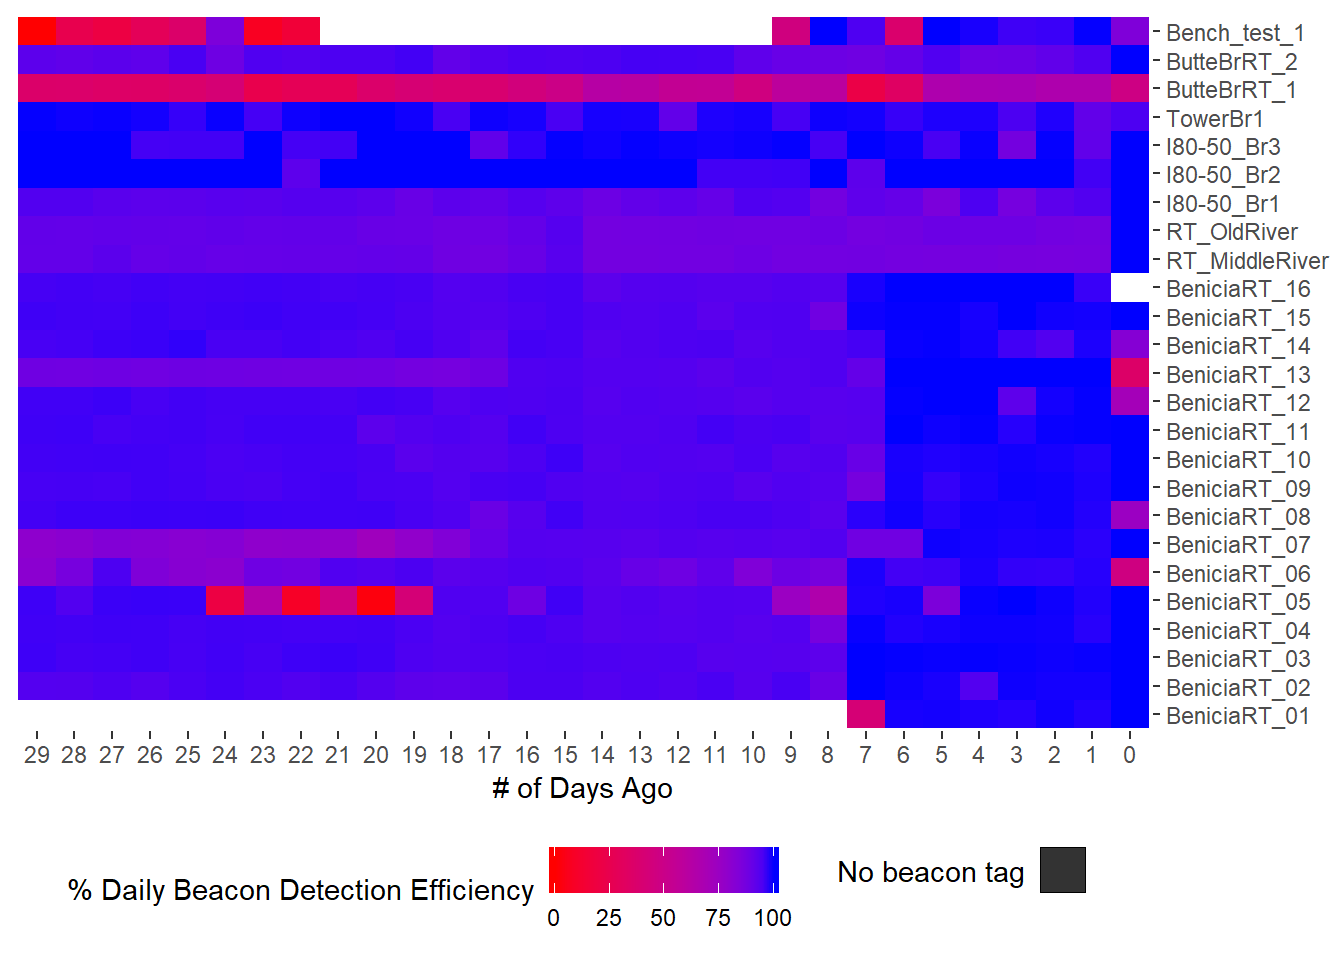 Bench_test_1
ButteBrRT_2
ButteBrRT_1
TowerBr1
I80-50_Br3
I80-50_Br2
I80-50_Br1
RT_OldRiver
RT_MiddleRiver
BeniciaRT_16
BeniciaRT_15
BeniciaRT_14
BeniciaRT_13
BeniciaRT_12
BeniciaRT_11
BeniciaRT_10
BeniciaRT_09
BeniciaRT_08
BeniciaRT_07
BeniciaRT_06
BeniciaRT_05
BeniciaRT_04
BeniciaRT_03
BeniciaRT_02
BeniciaRT_01
29 28 27 26 25 24 23 22 21 20 19 18 17 16 15 14 13 12 11 10 9 8 7 6 5 4 3 2 1 0
# of Days Ago
% Daily Beacon Detection Efficiency
0 25 50 75 100
No beacon tag